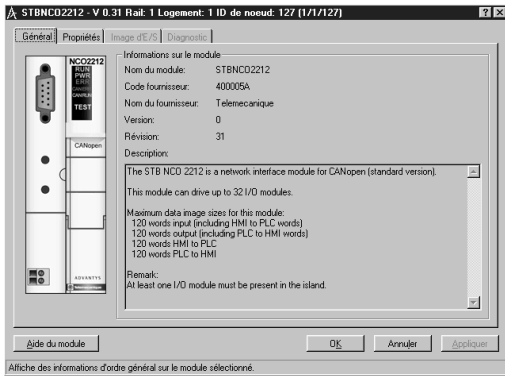 STBNCO2212 - V 0.31 Rail: 1 Logement: 1 ID de noeud: 127 (1/1/127)
Général Propriétés Image d'E/S Diagnostic
NCO2212
RUN
PWR
ERR
TEST
CANopen
ADVANTYS
Informations sur le module
Nom du module: STBNCO2212
Code fournisseur: 400005A
Nom du fournisseur: Telemecanique
Version: 0
Révision: 31
Description:
The STB NCO 2212 is a network interface module for CANopen (standard version).
This module can drive up to 32 I/O modules.
Maximum data image sizes for this module:
120 words input (including HMI to PLC words)
120 words output (including PLC to HMI words)
120 words HMI to PLC
120 words PLC to HMI
Remark:
At least one I/O module must be present in the island.
Aide du module OK Annuler Appliquer
Affiche des informations d'ordre général sur le module sélectionné.